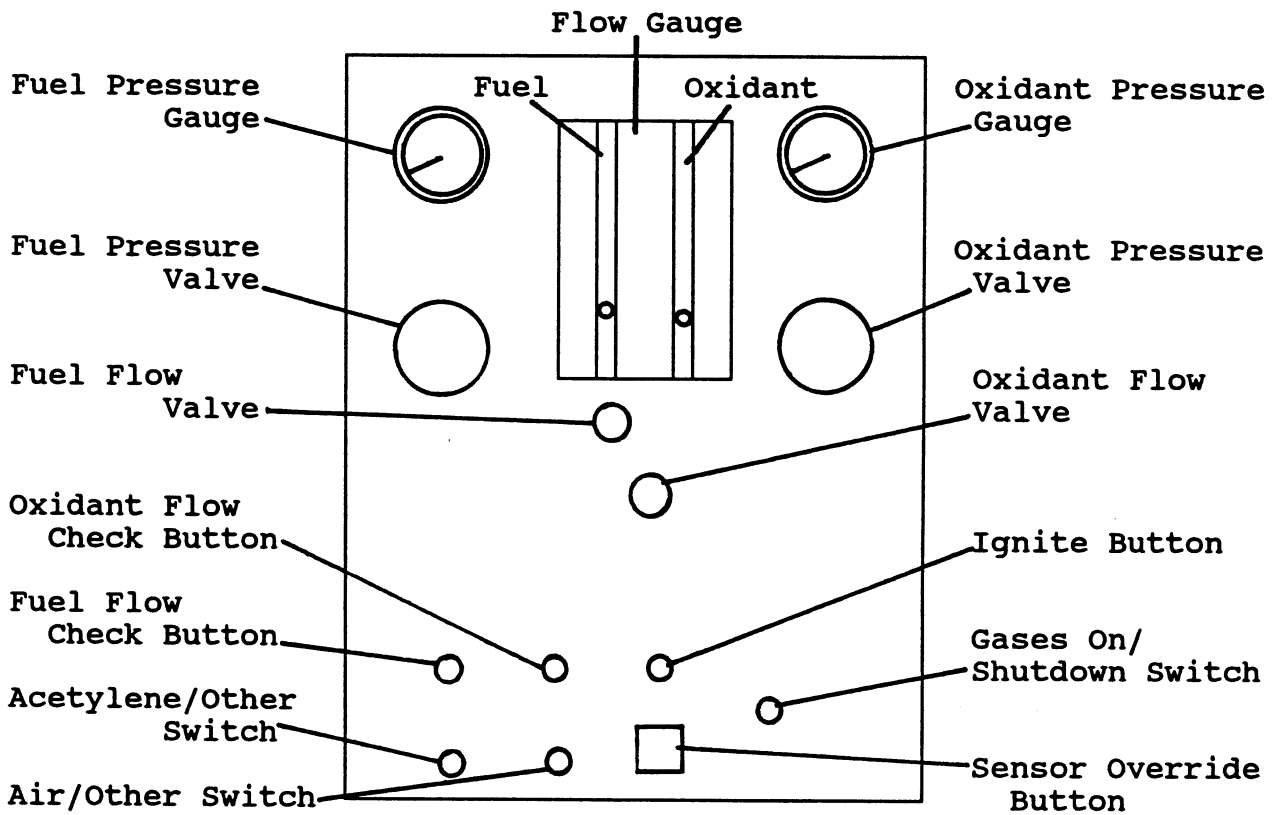 Flow Gauge
Fuel Pressure
Gauge
Fuel
Oxidant
Oxidant Pressure
Gauge
Fuel Pressure
Valve
Oxidant Pressure
Valve
Fuel Flow
Valve
Oxidant Flow
Valve
Oxidant Flow
Check Button
Ignite Button
Fuel Flow
Check Button
Gases On/
Shutdown Switch
Acetylene/Other
Switch
Sensor Override
Button
Air/Other Switch